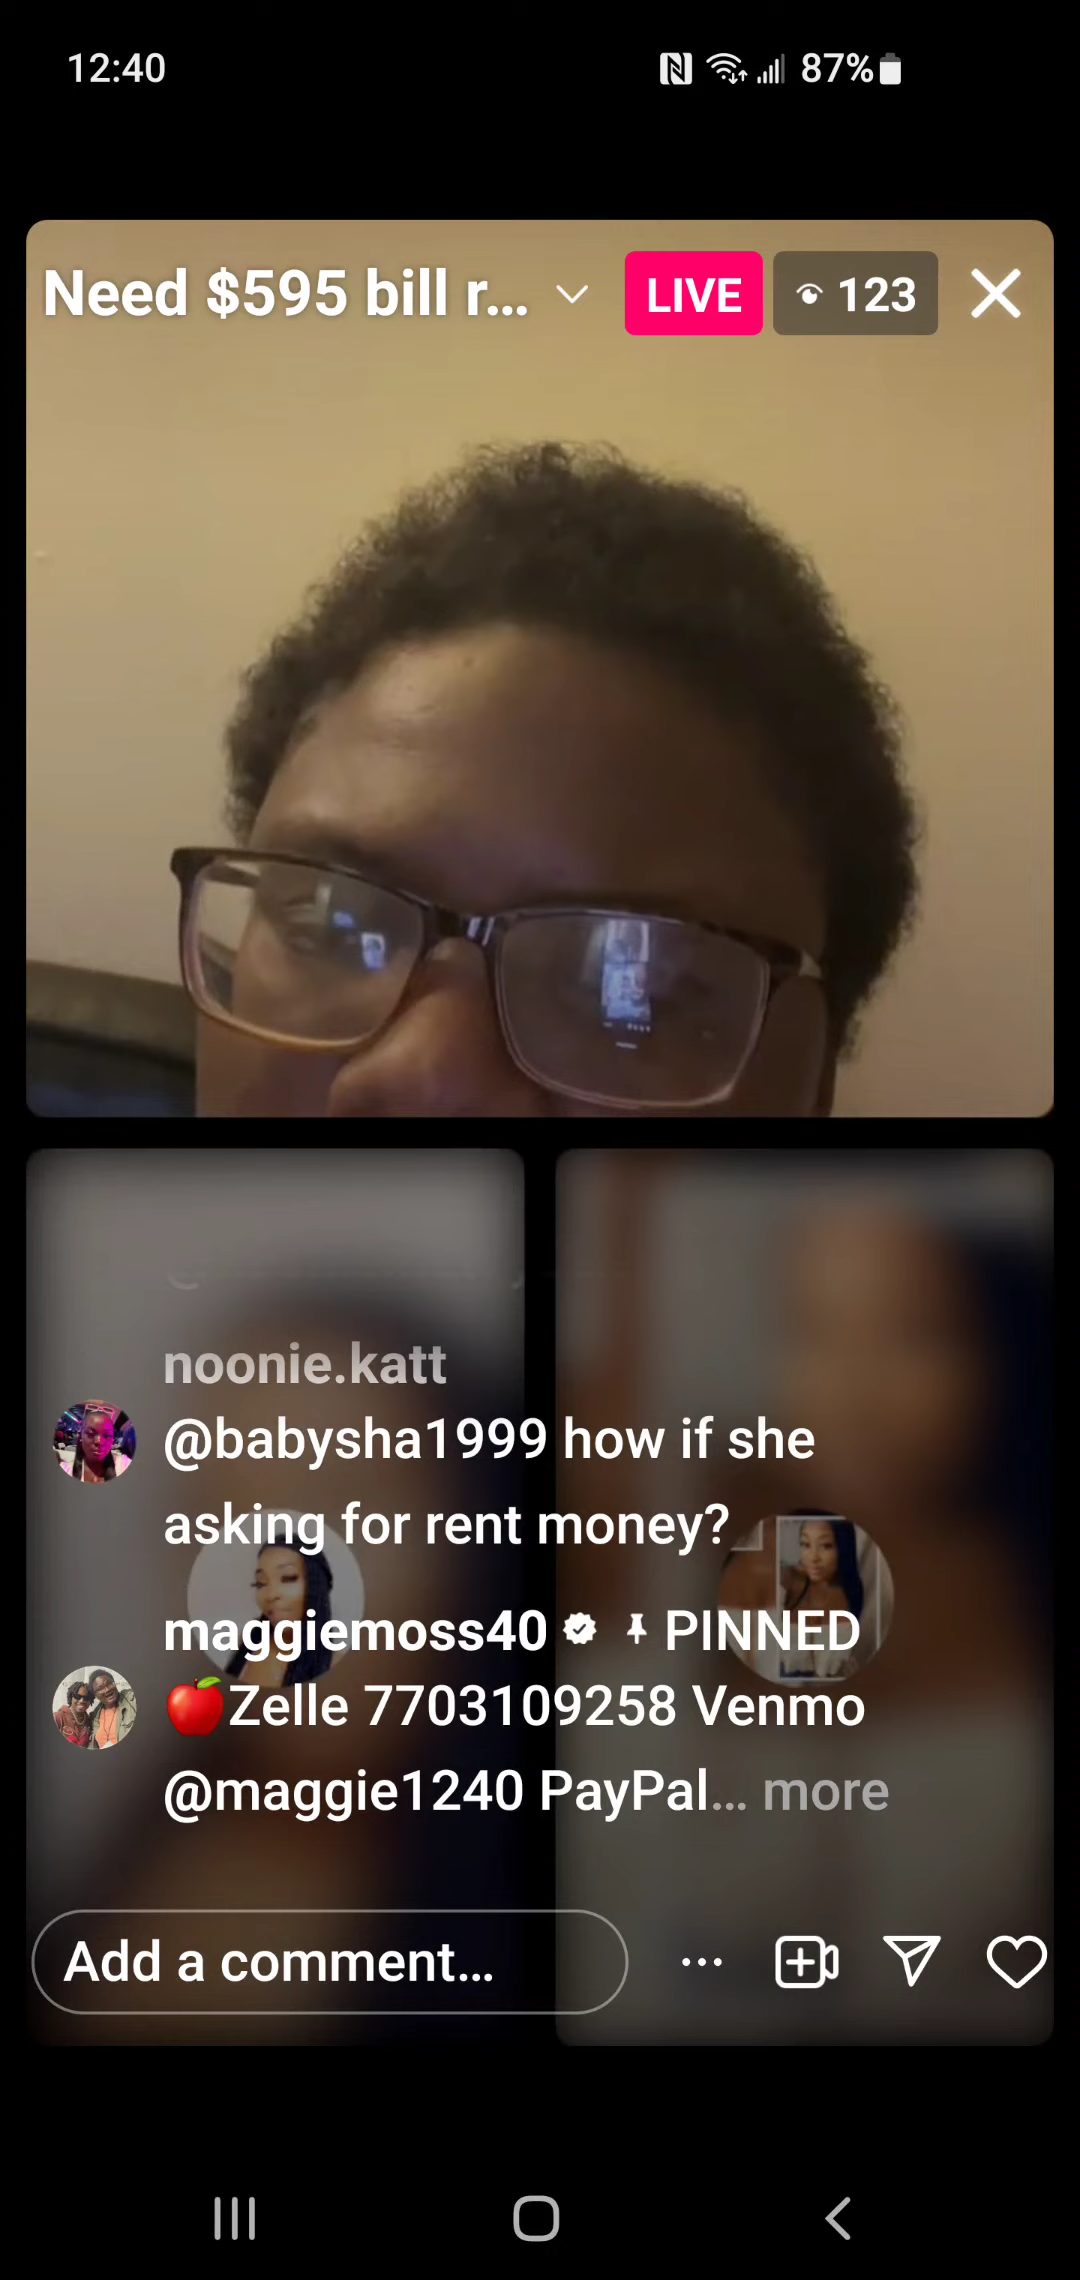 12:40 87%
Need $595 bill r... LIVE 123
noonie.katt
@babysha1999 how if she
asking for rent money?
maggiemoss40 PINNED
🍎Zelle 7703109258 Venmo
@maggie1240 PayPal... more
Add a comment...